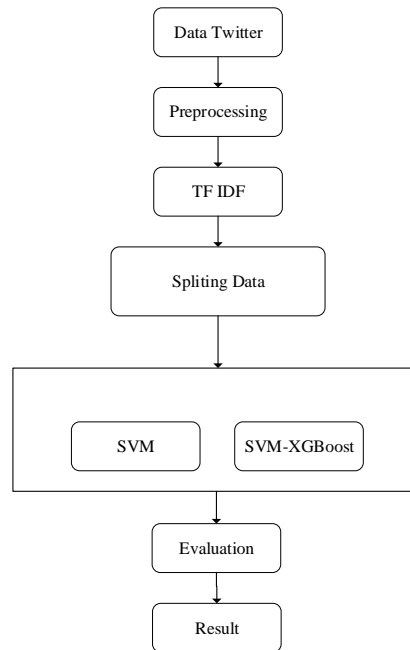 Data Twitter
Preprocessing
TF IDF
Spliting Data
SVM
SVM-XGBoost
Evaluation
Result